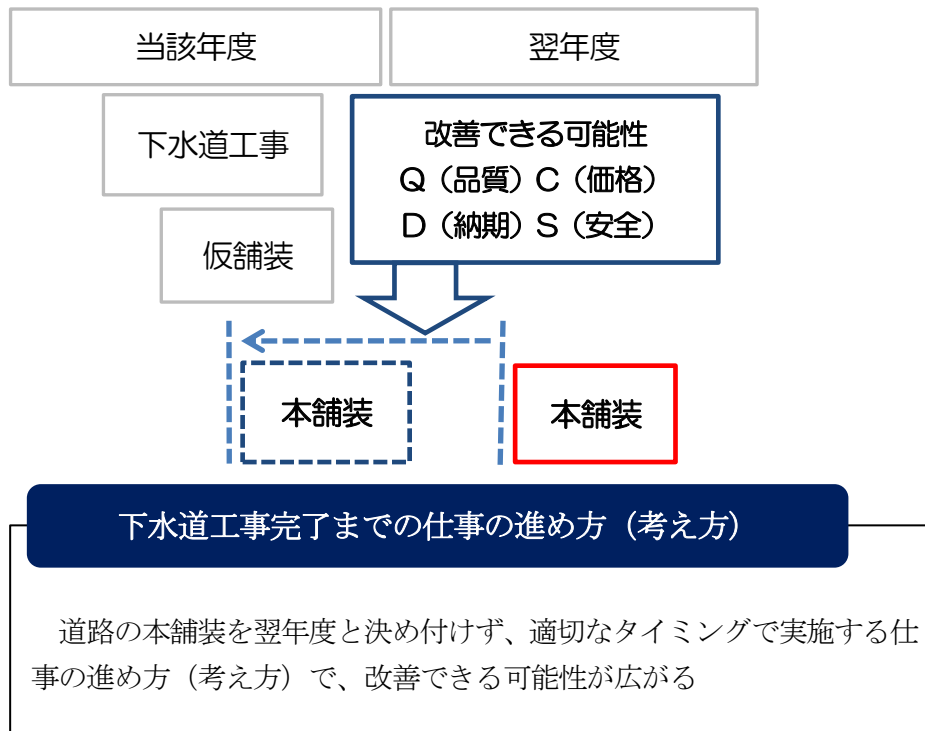 当該年度
翌年度
下水道工事
改善できる可能性
Q（品質）C（価格）
D（納期）S（安全）
仮舗装
本舗装
本舗装
下水道工事完了までの仕事の進め方（考え方）
道路の本舗装を翌年度と決め付けず、適切なタイミングで実施する仕
事の進め方（考え方）で、改善できる可能性が広がる